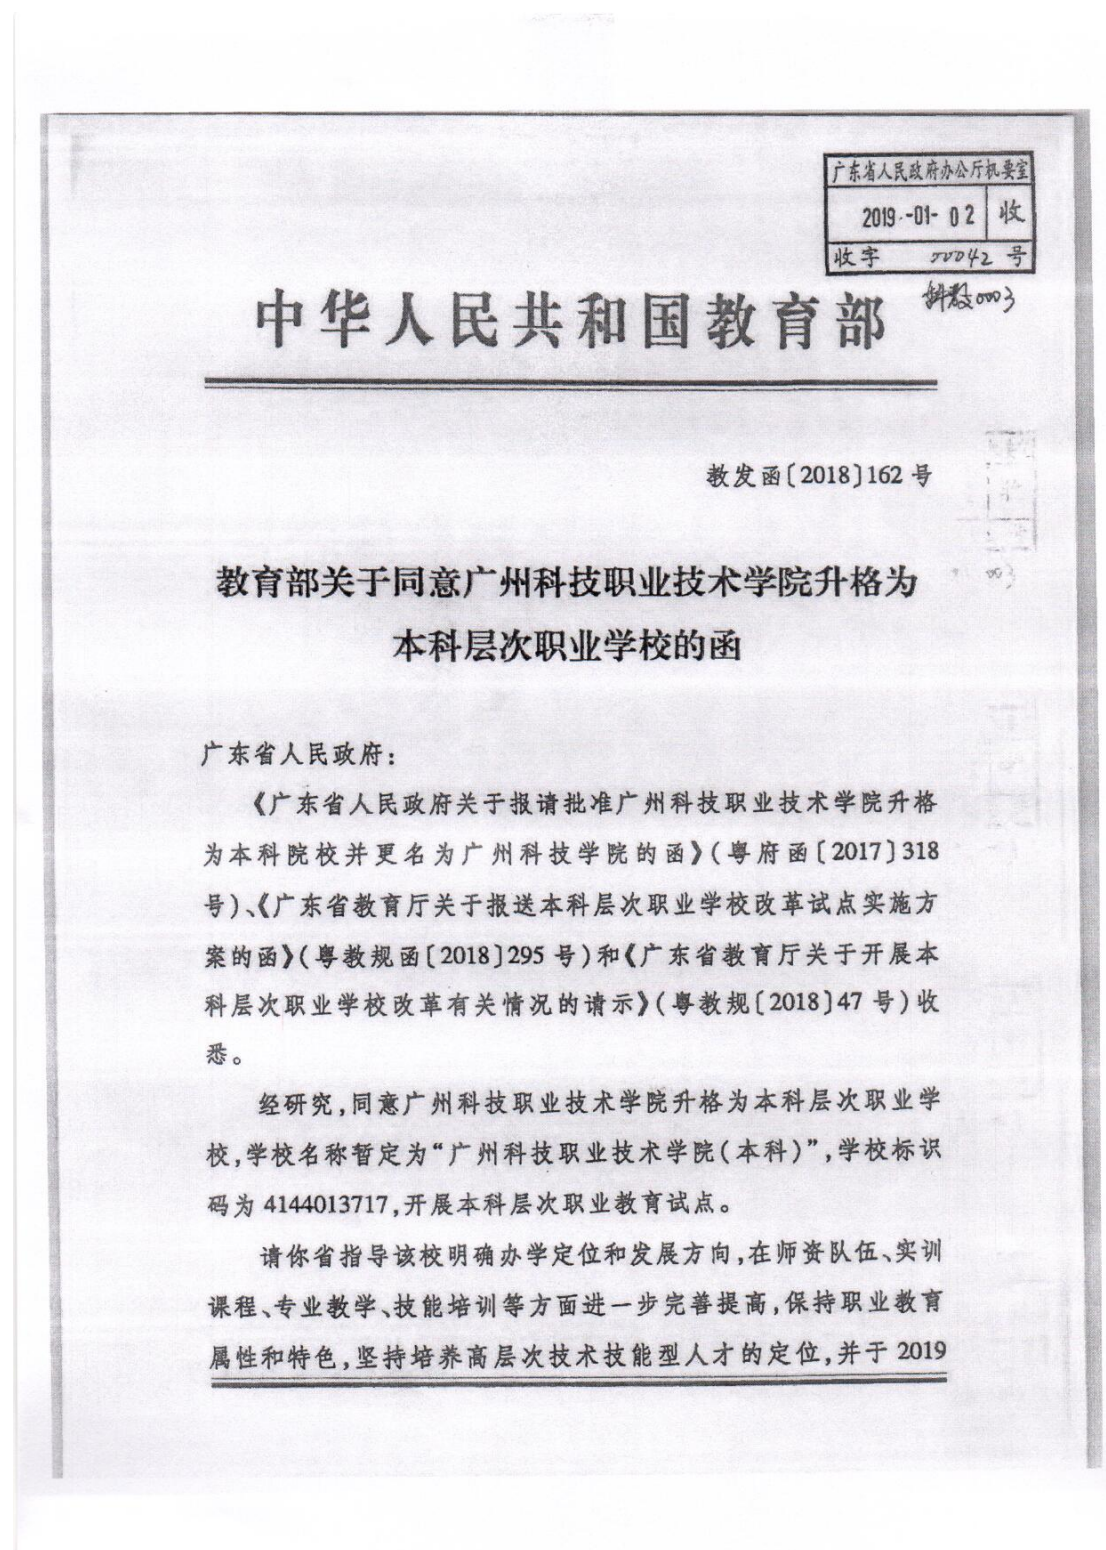 广东省人民政府办公厅机要室
2019-01-02 收
收字 00042 号
科教0003
中华人民共和国教育部
教发函〔2018〕162号
教育部关于同意广州科技职业技术学院升格为
本科层次职业学校的函
广东省人民政府：
《广东省人民政府关于报请批准广州科技职业技术学院升格
为本科院校并更名为广州科技学院的函》（粤府函〔2017〕318
号）、《广东省教育厅关于报送本科层次职业学校改革试点实施方
案的函》（粤教规函〔2018〕295号）和《广东省教育厅关于开展本
科层次职业学校改革有关情况的请示》（粤教规〔2018〕47号）收
悉。
经研究，同意广州科技职业技术学院升格为本科层次职业学
校，学校名称暂定为“广州科技职业技术学院（本科）”，学校标识
码为4144013717，开展本科层次职业教育试点。
请你省指导该校明确办学定位和发展方向，在师资队伍、实训
课程、专业教学、技能培训等方面进一步完善提高，保持职业教育
属性和特色，坚持培养高层次技术技能型人才的定位，并于2019